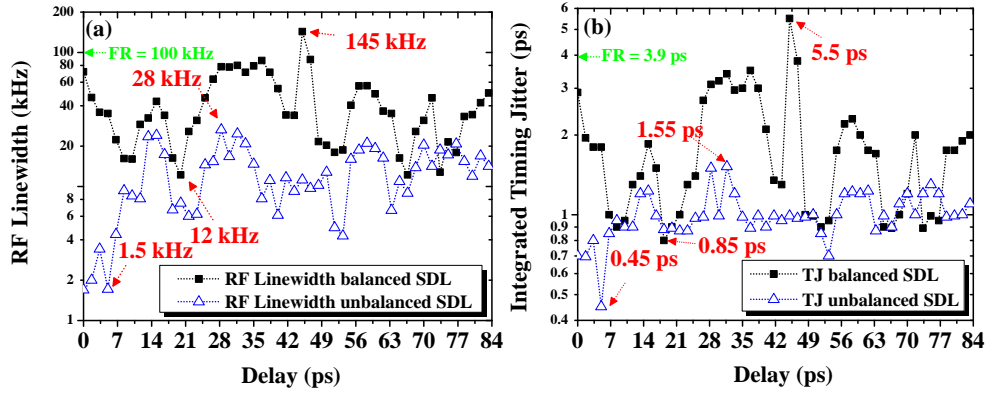 (a)
FR = 100 kHz
145 kHz
28 kHz
12 kHz
1.5 kHz
RF Linewidth balanced SDL
RF Linewidth unbalanced SDL
RF Linewidth (kHz)
200
100
80
60
40
20
10
8
6
4
2
1
0 7 14 21 28 35 42 49 56 63 70 77 84
Delay (ps)
(b)
FR = 3.9 ps
5.5 ps
1.55 ps
0.85 ps
0.45 ps
TJ balanced SDL
TJ unbalanced SDL
Integrated Timing Jitter (ps)
6
5
4
3
2
1
0.9
0.8
0.7
0.6
0.5
0.4
0 7 14 21 28 35 42 49 56 63 70 77 84
Delay (ps)